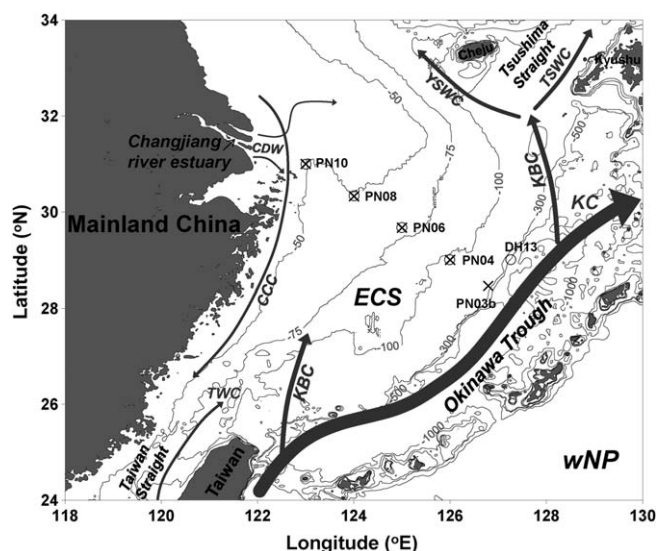 34
32
30
28
26
24
118
120
122
124
126
128
130
Latitude (°N)
Longitude (°E)
Cheju
Tsushima
Straight
Kyushu
YSWC
TSWC
-50
Changjiang
river estuary
CDW
PN10
-75
-500
-100
KBC
-300
KC
PN08
Mainland China
-50
PN06
DH13
PN04
CCC
PN03b
-1000
ECS
-75
-100
-300
Okinawa Trough
TWC
KBC
-500
-1000
Taiwan
Straight
Taiwan
wNP